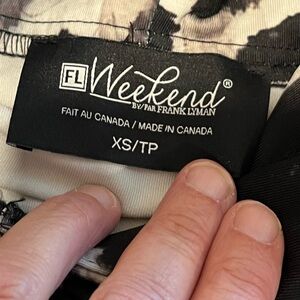 FL Weekend®
BY/PAR FRANK LYMAN
FAIT AU CANADA / MADE IN CANADA
XS/TP